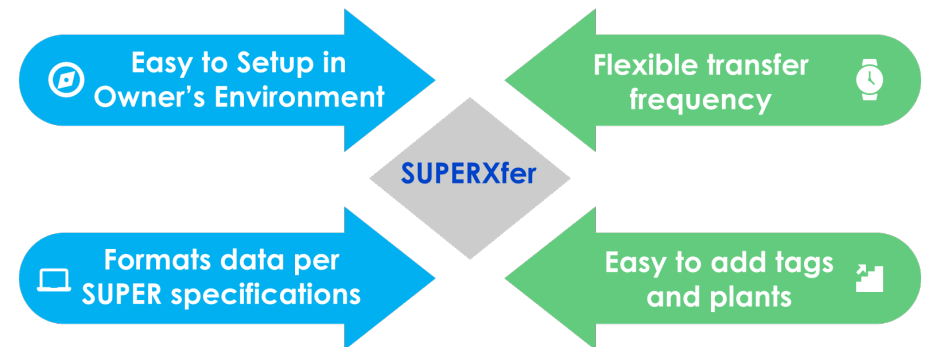 Easy to Setup in
Owner's Environment
Flexible transfer
frequency
SUPERXfer
Formats data per
SUPER specifications
Easy to add tags
and plants